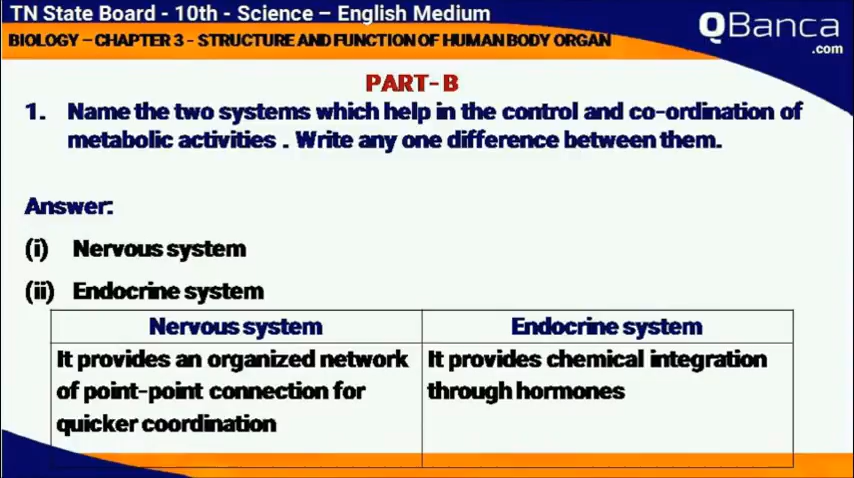 TN State Board - 10th - Science – English Medium
QBanca
.com
BIOLOGY – CHAPTER 3 - STRUCTURE AND FUNCTION OF HUMAN BODY ORGAN
PART- B
1. Name the two systems which help in the control and co-ordination of
metabolic activities . Write any one difference between them.
Answer:
(i) Nervous system
(ii) Endocrine system
Nervous system Endocrine system
It provides an organized network It provides chemical integration
of point-point connection for through hormones
quicker coordination